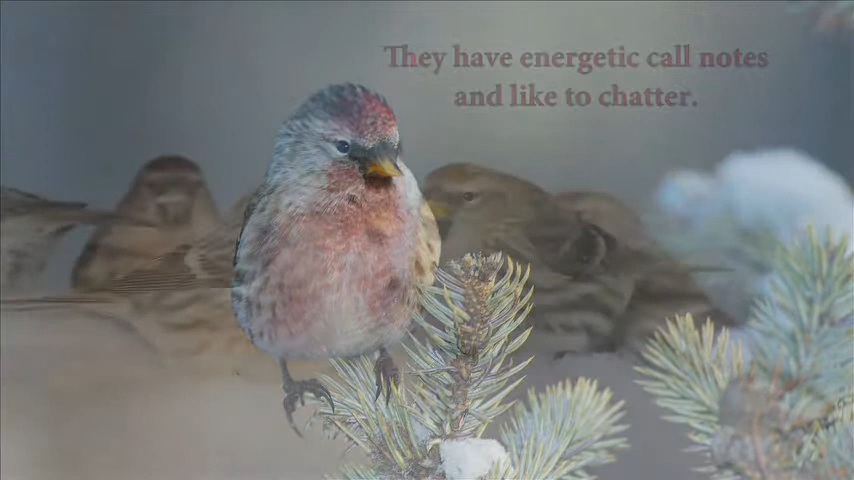 They have energetic call notes
and like to chatter.